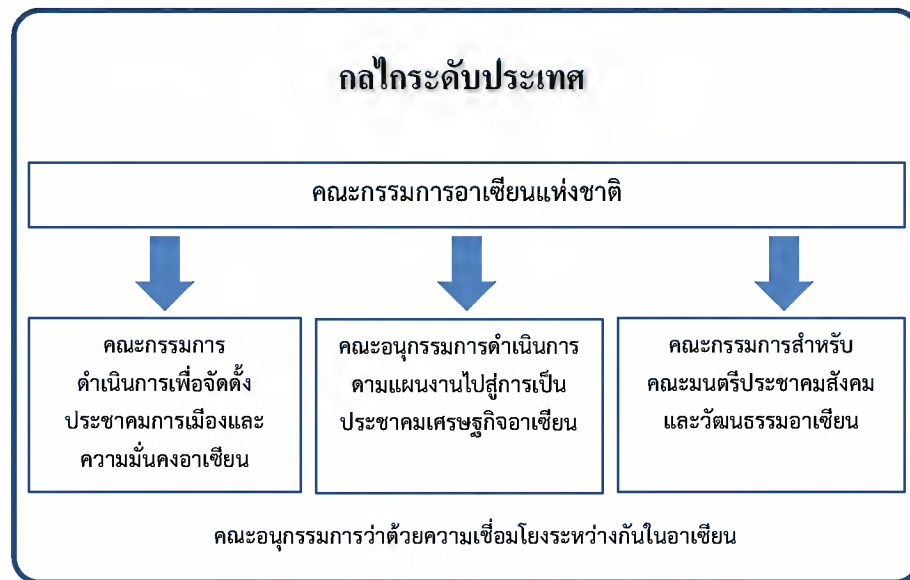 กลไกระดับประเทศ
คณะกรรมการอาเซียนแห่งชาติ
คณะกรรมการ
ดำเนินการเพื่อจัดตั้ง
ประชาคมการเมืองและ
ความมั่นคงอาเซียน
คณะอนุกรรมการดำเนินการ
ตามแผนงานไปสู่การเป็น
ประชาคมเศรษฐกิจอาเซียน
คณะกรรมการสำหรับ
คณะมนตรีประชาคมสังคม
และวัฒนธรรมอาเซียน
คณะอนุกรรมการว่าด้วยความเชื่อมโยงระหว่างกันในอาเซียน